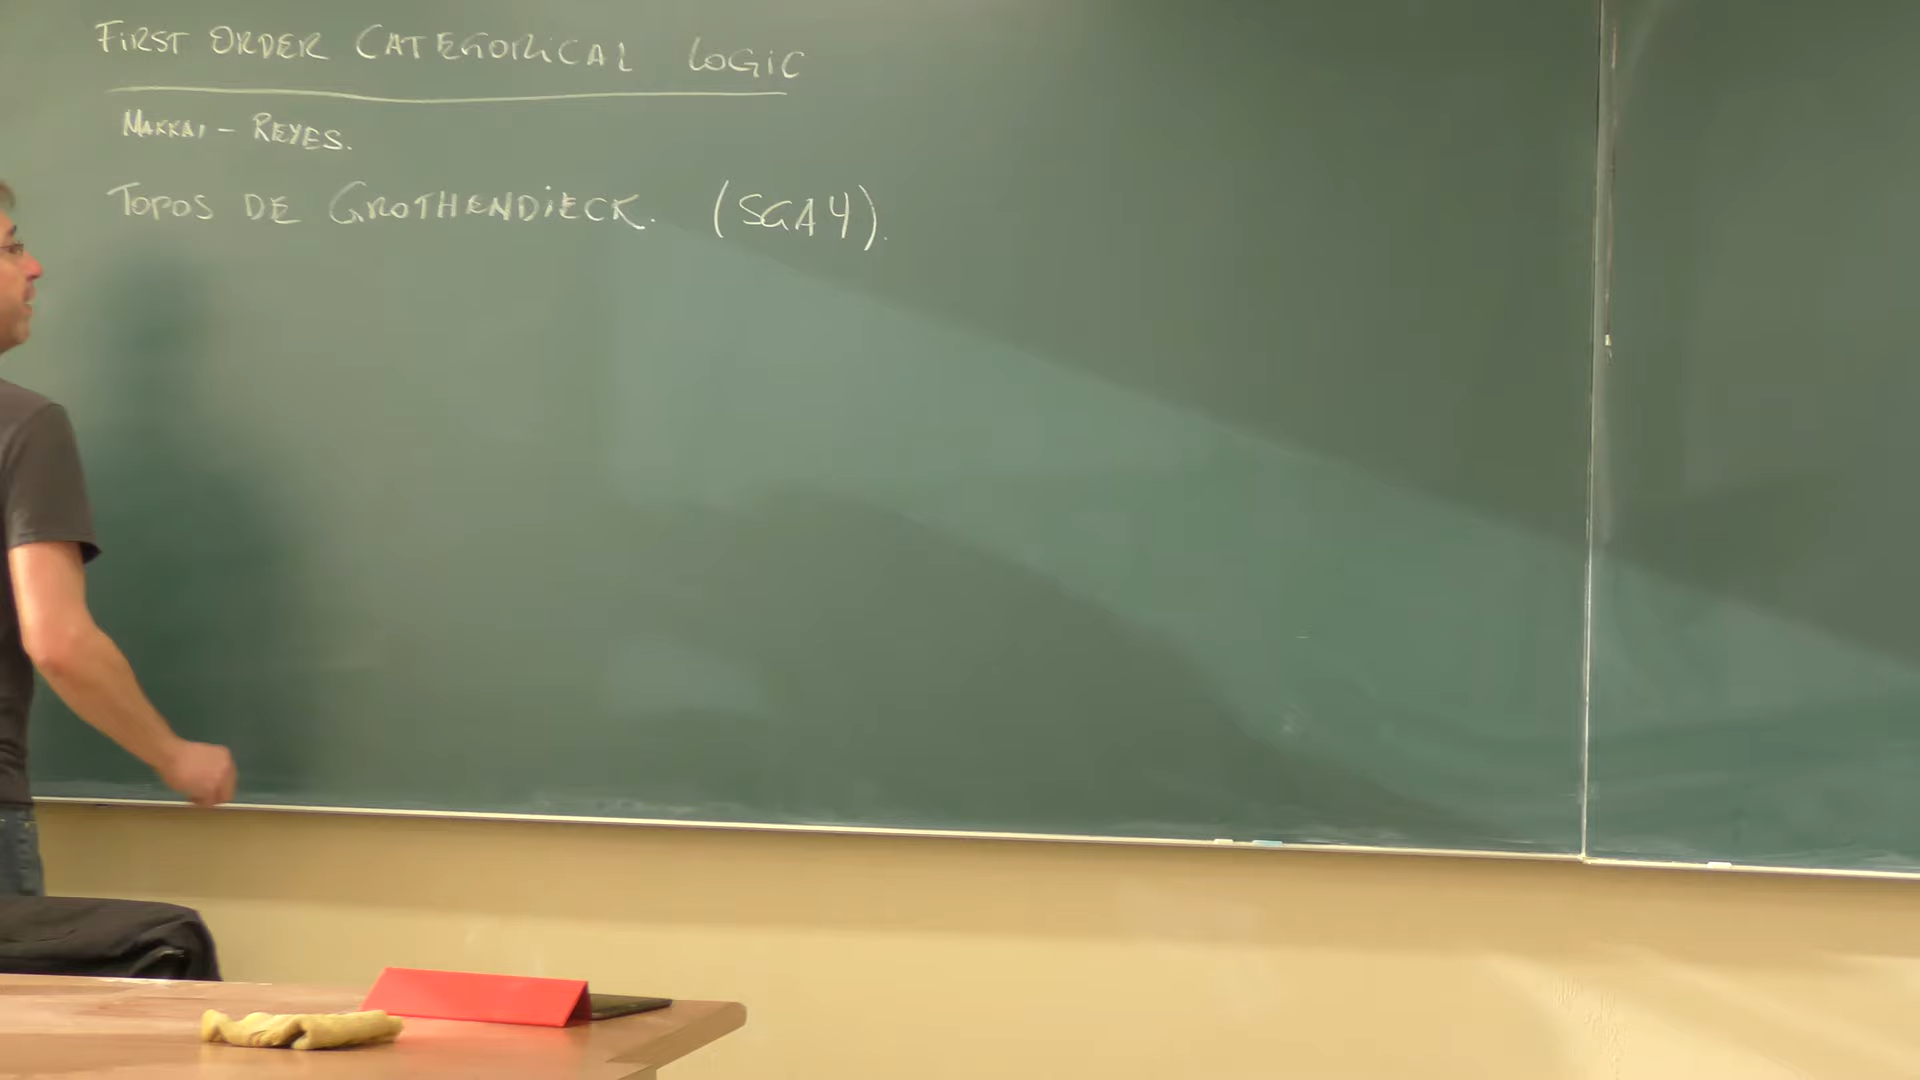 FIRST ORDER CATEGORICAL LOGIC
MAKKAI - REYES.
TOPOS DE GROTHENDIECK. (SGA4).